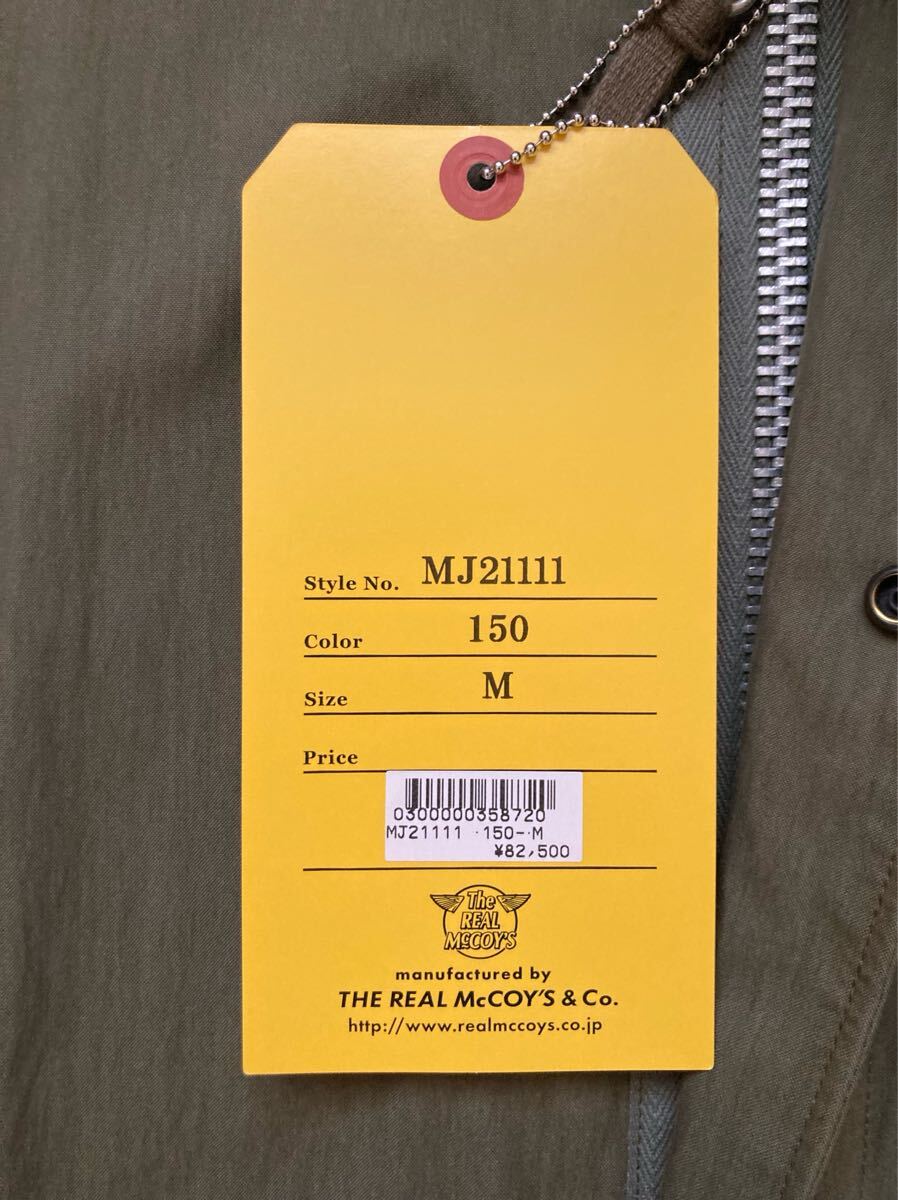 Style No. MJ21111
Color 150
Size M
Price
0300000358720
MJ21111 150- M
¥82,500
The
REAL
McCOY'S
manufactured by
THE REAL McCOY'S & Co.
http://www.realmccoys.co.jp